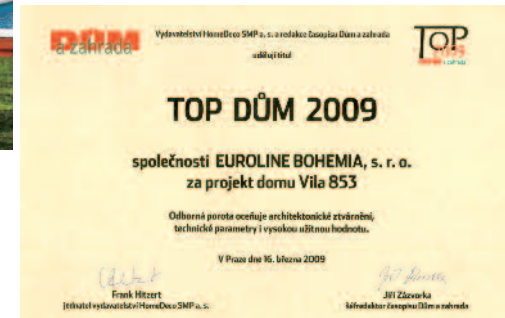 DŮM
a zahrada
Vydavatelství HomeDeco SMP a. s. a redakce časopisu Dům a zahrada
udělují titul
TOP
2009
TOP DŮM 2009
společnosti EUROLINE BOHEMIA, s. r. o.
za projekt domu Vila 853
Odborná porota oceňuje architektonické ztvárnění,
technické parametry i vysokou užitnou hodnotu.
V Praze dne 16. března 2009
Frank Hitzert
jednatel vydavatelství HomeDeco SMP a. s.
Jiří Zázvorka
šéfredaktor časopisu Dům a zahrada